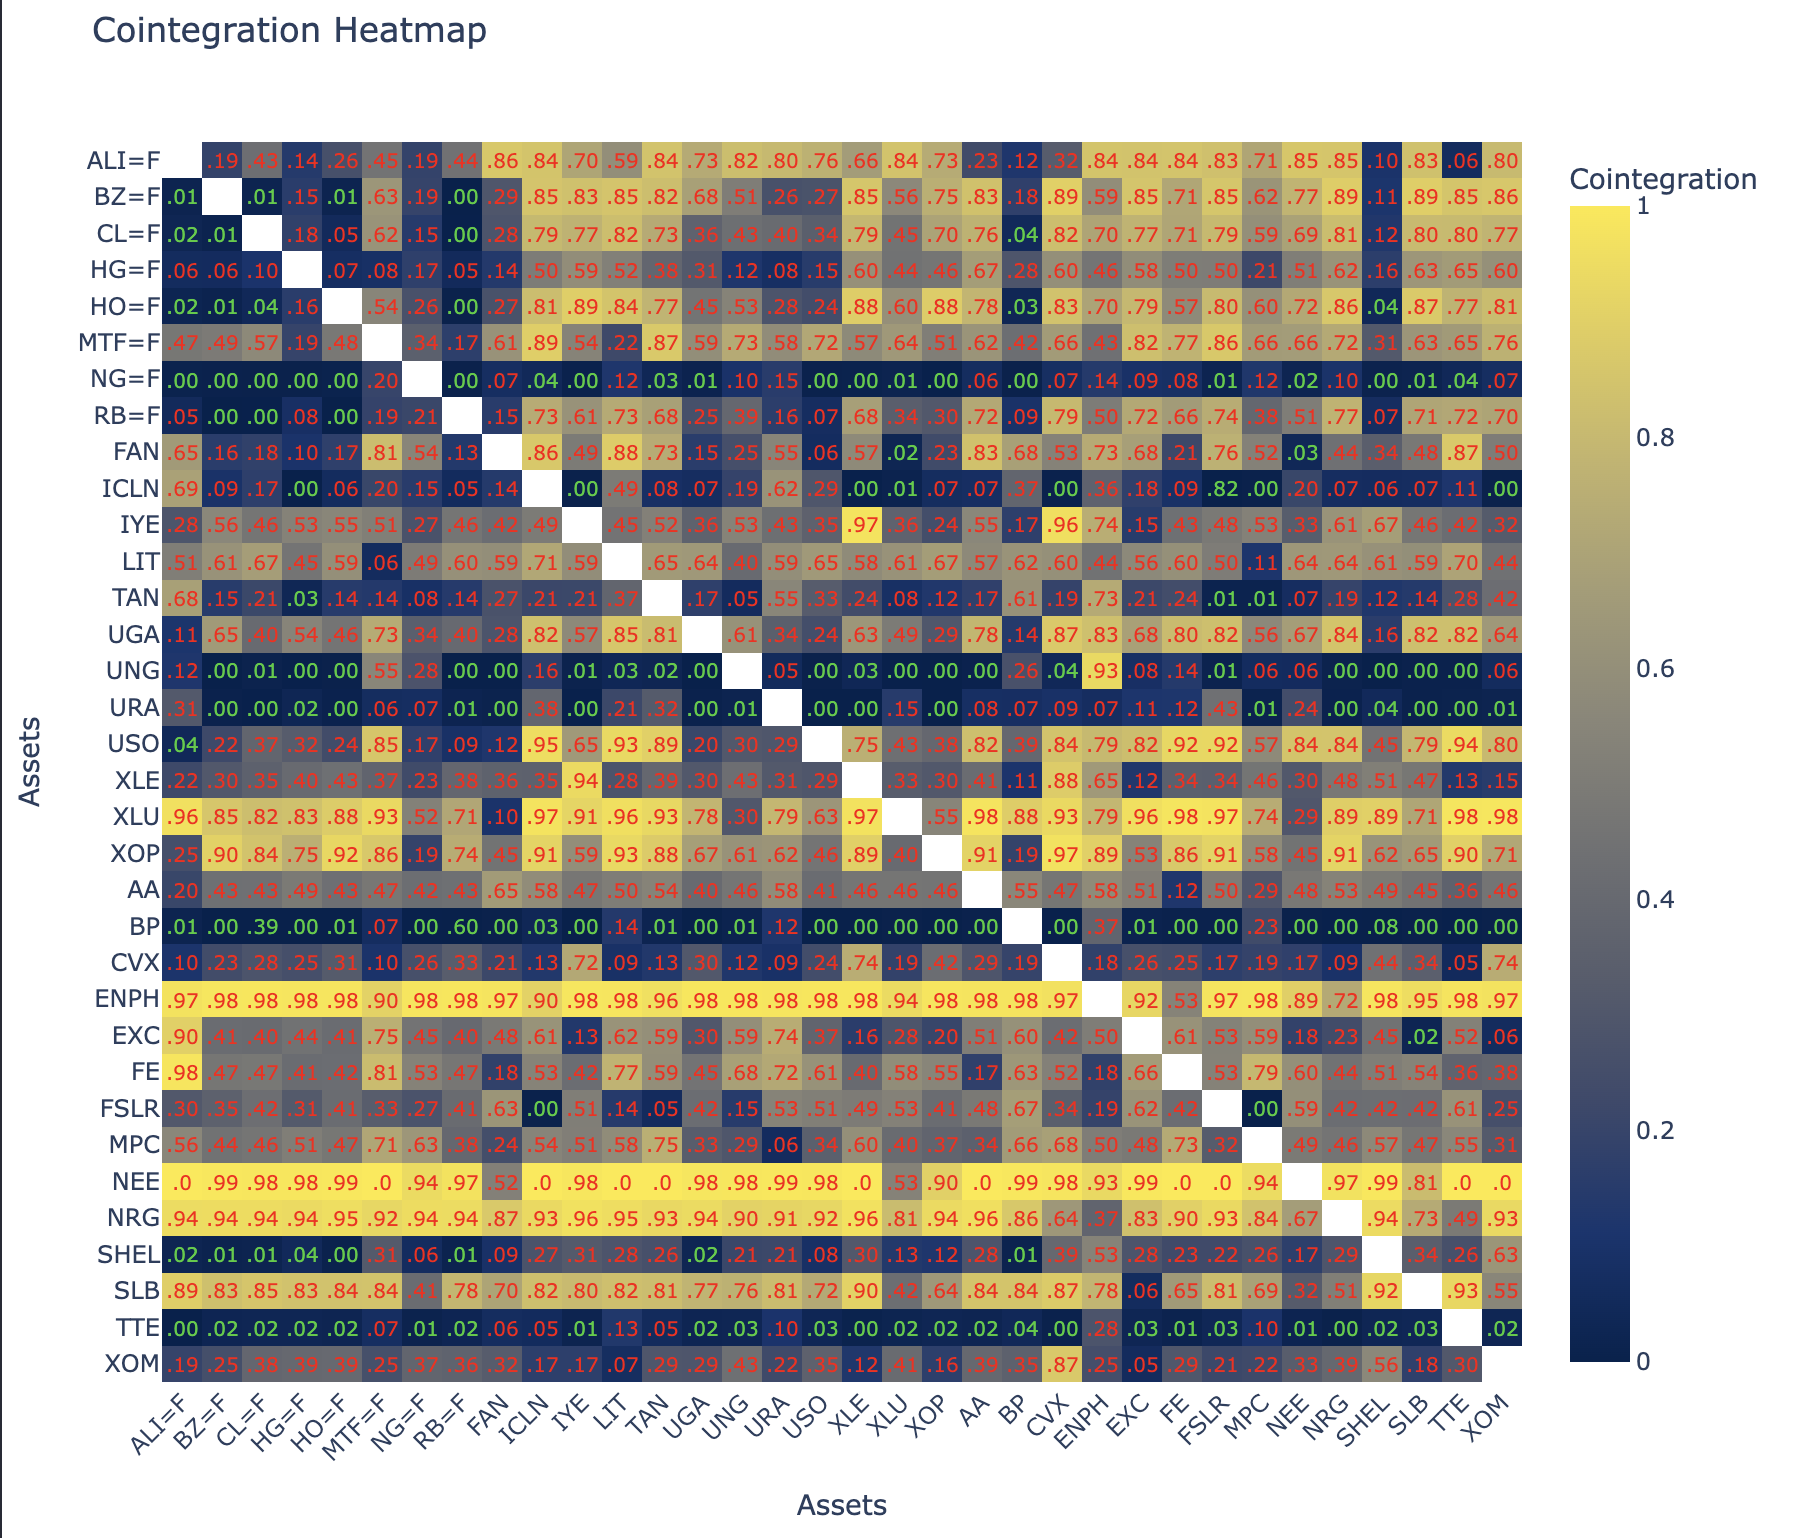 Cointegration Heatmap
Cointegration
ALI=F .19 .43 .14 .26 .45 .19 .44 .86 .84 .70 .59 .84 .73 .82 .80 .76 .66 .84 .73 .23 .12 .32 .84 .84 .84 .83 .71 .85 .85 .10 .83 .06 .80
1
BZ=F .01 .01 .15 .01 .63 .19 .00 .29 .85 .83 .85 .82 .68 .51 .26 .27 .85 .56 .75 .83 .18 .89 .59 .85 .71 .85 .62 .77 .89 .11 .89 .85 .86
CL=F .02 .01 .18 .05 .62 .15 .00 .28 .79 .77 .82 .73 .36 .43 .40 .34 .79 .45 .70 .76 .04 .82 .70 .77 .71 .79 .59 .69 .81 .12 .80 .80 .77
HG=F .06 .06 .10 .07 .08 .17 .05 .14 .50 .59 .52 .38 .31 .12 .08 .15 .60 .44 .46 .67 .28 .60 .46 .58 .50 .50 .21 .51 .62 .16 .63 .65 .60
HO=F .02 .01 .04 .16 .54 .26 .00 .27 .81 .89 .84 .77 .45 .53 .28 .24 .88 .60 .88 .78 .03 .83 .70 .79 .57 .80 .60 .72 .86 .04 .87 .77 .81
MTF=F .47 .49 .57 .19 .48 .34 .17 .61 .89 .54 .22 .87 .59 .73 .58 .72 .57 .64 .51 .62 .42 .66 .43 .82 .77 .86 .66 .66 .72 .31 .63 .65 .76
NG=F .00 .00 .00 .00 .00 .20 .00 .07 .04 .00 .12 .03 .01 .10 .15 .00 .00 .01 .00 .06 .00 .07 .14 .09 .08 .01 .12 .02 .10 .00 .01 .04 .07
RB=F .05 .00 .00 .08 .00 .19 .21 .15 .73 .61 .73 .68 .25 .39 .16 .07 .68 .34 .30 .72 .09 .79 .50 .72 .66 .74 .38 .51 .77 .07 .71 .72 .70
0.8
FAN .65 .16 .18 .10 .17 .81 .54 .13 .86 .49 .88 .73 .15 .25 .55 .06 .57 .02 .23 .83 .68 .53 .73 .68 .21 .76 .52 .03 .44 .34 .48 .87 .50
ICLN .69 .09 .17 .00 .06 .20 .15 .05 .14 .00 .49 .08 .07 .19 .62 .29 .00 .01 .07 .07 .37 .00 .36 .18 .09 .82 .00 .20 .07 .06 .07 .11 .00
IYE .28 .56 .46 .53 .55 .51 .27 .46 .42 .49 .45 .52 .36 .53 .43 .35 .97 .36 .24 .55 .17 .96 .74 .15 .43 .48 .53 .33 .61 .67 .46 .42 .32
LIT .51 .61 .67 .45 .59 .06 .49 .60 .59 .71 .59 .65 .64 .40 .59 .65 .58 .61 .67 .57 .62 .60 .44 .56 .60 .50 .11 .64 .64 .61 .59 .70 .44
TAN .68 .15 .21 .03 .14 .14 .08 .14 .27 .21 .21 .37 .17 .05 .55 .33 .24 .08 .12 .17 .61 .19 .73 .21 .24 .01 .01 .07 .19 .12 .14 .28 .42
UGA .11 .65 .40 .54 .46 .73 .34 .40 .28 .82 .57 .85 .81 .61 .34 .24 .63 .49 .29 .78 .14 .87 .83 .68 .80 .82 .56 .67 .84 .16 .82 .82 .64
0.6
UNG .12 .00 .01 .00 .00 .55 .28 .00 .00 .16 .01 .03 .02 .00 .05 .00 .03 .00 .00 .00 .26 .04 .93 .08 .14 .01 .06 .06 .00 .00 .00 .00 .06
URA .31 .00 .00 .02 .00 .06 .07 .01 .00 .38 .00 .21 .32 .00 .01 .00 .00 .15 .00 .08 .07 .09 .07 .11 .12 .43 .01 .24 .00 .04 .00 .00 .01
USO .04 .22 .37 .32 .24 .85 .17 .09 .12 .95 .65 .93 .89 .20 .30 .29 .75 .43 .38 .82 .39 .84 .79 .82 .92 .92 .57 .84 .84 .45 .79 .94 .80
Assets
XLE .22 .30 .35 .40 .43 .37 .23 .38 .36 .35 .94 .28 .39 .30 .43 .31 .29 .33 .30 .41 .11 .88 .65 .12 .34 .34 .46 .30 .48 .51 .47 .13 .15
XLU .96 .85 .82 .83 .88 .93 .52 .71 .10 .97 .91 .96 .93 .78 .30 .79 .63 .97 .55 .98 .88 .93 .79 .96 .98 .97 .74 .29 .89 .89 .71 .98 .98
XOP .25 .90 .84 .75 .92 .86 .19 .74 .45 .91 .59 .93 .88 .67 .61 .62 .46 .89 .40 .91 .19 .97 .89 .53 .86 .91 .58 .45 .91 .62 .65 .90 .71
AA .20 .43 .43 .49 .43 .47 .42 .43 .65 .58 .47 .50 .54 .40 .46 .58 .41 .46 .46 .46 .55 .47 .58 .51 .12 .50 .29 .48 .53 .49 .45 .36 .46
0.4
BP .01 .00 .39 .00 .01 .07 .00 .60 .00 .03 .00 .14 .01 .00 .01 .12 .00 .00 .00 .00 .00 .00 .37 .01 .00 .00 .23 .00 .00 .08 .00 .00 .00
CVX .10 .23 .28 .25 .31 .10 .26 .33 .21 .13 .72 .09 .13 .30 .12 .09 .24 .74 .19 .42 .29 .19 .18 .26 .25 .17 .19 .17 .09 .44 .34 .05 .74
ENPH .97 .98 .98 .98 .98 .90 .98 .98 .97 .90 .98 .98 .96 .98 .98 .98 .98 .98 .94 .98 .98 .98 .97 .92 .53 .97 .98 .89 .72 .98 .95 .98 .97
EXC .90 .41 .40 .44 .41 .75 .45 .40 .48 .61 .13 .62 .59 .30 .59 .74 .37 .16 .28 .20 .51 .60 .42 .50 .61 .53 .59 .18 .23 .45 .02 .52 .06
FE .98 .47 .47 .41 .42 .81 .53 .47 .18 .53 .42 .77 .59 .45 .68 .72 .61 .40 .58 .55 .17 .63 .52 .18 .66 .53 .79 .60 .44 .51 .54 .36 .38
FSLR .30 .35 .42 .31 .41 .33 .27 .41 .63 .00 .51 .14 .05 .42 .15 .53 .51 .49 .53 .41 .48 .67 .34 .19 .62 .42 .00 .59 .42 .42 .42 .61 .25
0.2
MPC .56 .44 .46 .51 .47 .71 .63 .38 .24 .54 .51 .58 .75 .33 .29 .06 .34 .60 .40 .37 .34 .66 .68 .50 .48 .73 .32 .49 .46 .57 .47 .55 .31
NEE .0 .99 .98 .98 .99 .0 .94 .97 .52 .0 .98 .0 .0 .98 .98 .99 .98 .0 .53 .90 .0 .99 .98 .93 .99 .0 .0 .94 .97 .99 .81 .0 .0
NRG .94 .94 .94 .94 .95 .92 .94 .94 .87 .93 .96 .95 .93 .94 .90 .91 .92 .96 .81 .94 .96 .86 .64 .37 .83 .90 .93 .84 .67 .94 .73 .49 .93
SHEL .02 .01 .01 .04 .00 .31 .06 .01 .09 .27 .31 .28 .26 .02 .21 .21 .08 .30 .13 .12 .28 .01 .39 .53 .28 .23 .22 .26 .17 .29 .34 .26 .63
SLB .89 .83 .85 .83 .84 .84 .41 .78 .70 .82 .80 .82 .81 .77 .76 .81 .72 .90 .42 .64 .84 .84 .87 .78 .06 .65 .81 .69 .32 .51 .92 .93 .55
TTE .00 .02 .02 .02 .02 .07 .01 .02 .06 .05 .01 .13 .05 .02 .03 .10 .03 .00 .02 .02 .02 .04 .00 .28 .03 .01 .03 .10 .01 .00 .02 .03 .02
XOM .19 .25 .38 .39 .39 .25 .37 .36 .32 .17 .17 .07 .29 .29 .43 .22 .35 .12 .41 .16 .39 .35 .87 .25 .05 .29 .21 .22 .33 .39 .56 .18 .30
0
ALI=F BZ=F CL=F HG=F HO=F MTF=F NG=F RB=F FAN ICLN IYE LIT TAN UGA UNG URA USO XLE XLU XOP AA BP CVX ENPH EXC FE FSLR MPC NEE NRG SHEL SLB TTE XOM
Assets